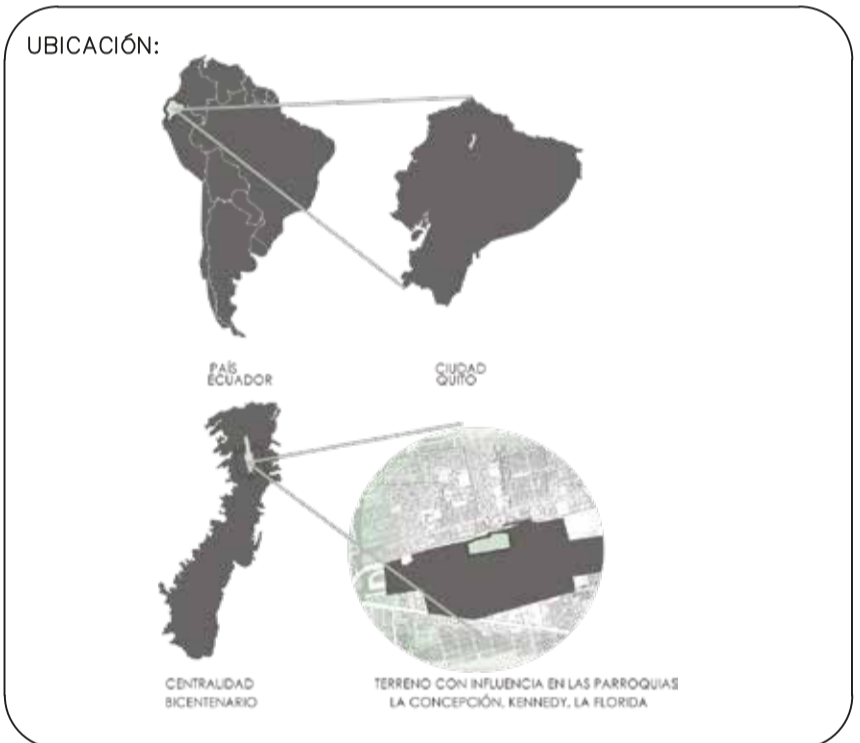 UBICACIÓN:
PAÍS
ECUADOR
CIUDAD
QUITO
CENTRALIDAD
BICENTENARIO
TERRENO CON INFLUENCIA EN LAS PARROQUIAS
LA CONCEPCIÓN, KENNEDY, LA FLORIDA